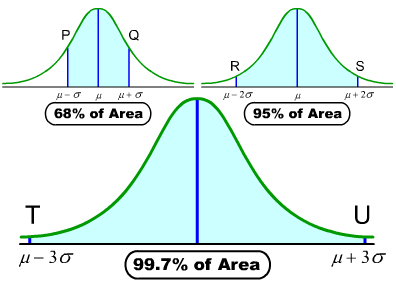 P Q
μ−σ μ μ+σ
68% of Area
R S
μ−2σ μ μ+2σ
95% of Area
T U
μ−3σ μ+3σ
99.7% of Area